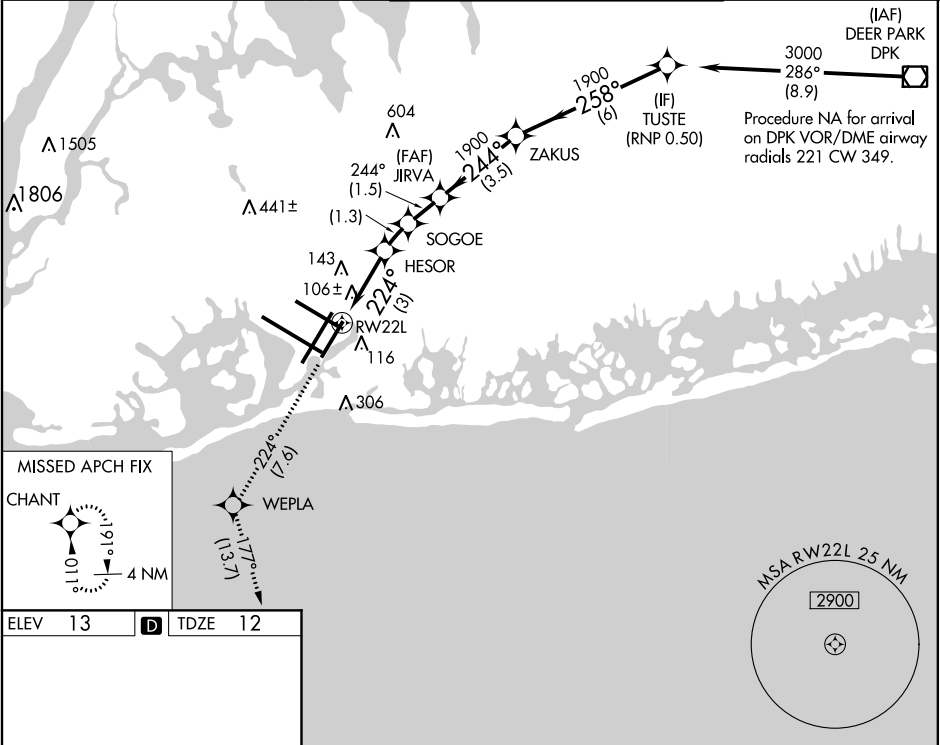 (IAF)
DEER PARK
DPK
3000
286°
(8.9)
1900
258°
(6)
(IF)
TUSTE
(RNP 0.50)
Procedure NA for arrival
on DPK VOR/DME airway
radials 221 CW 349.
604
1505
1806
441±
1900
244°
(3.5)
ZAKUS
(FAF)
JIRVA
244°
(1.5)
(1.3)
SOGOE
HESOR
143
106±
224°
(3)
RW22L
116
306
224°
(7.6)
WEPLA
177°
(13.7)
MISSED APCH FIX
CHANT
191°
011°
4 NM
MSA RW22L 25 NM
2900
ELEV 13 D TDZE 12